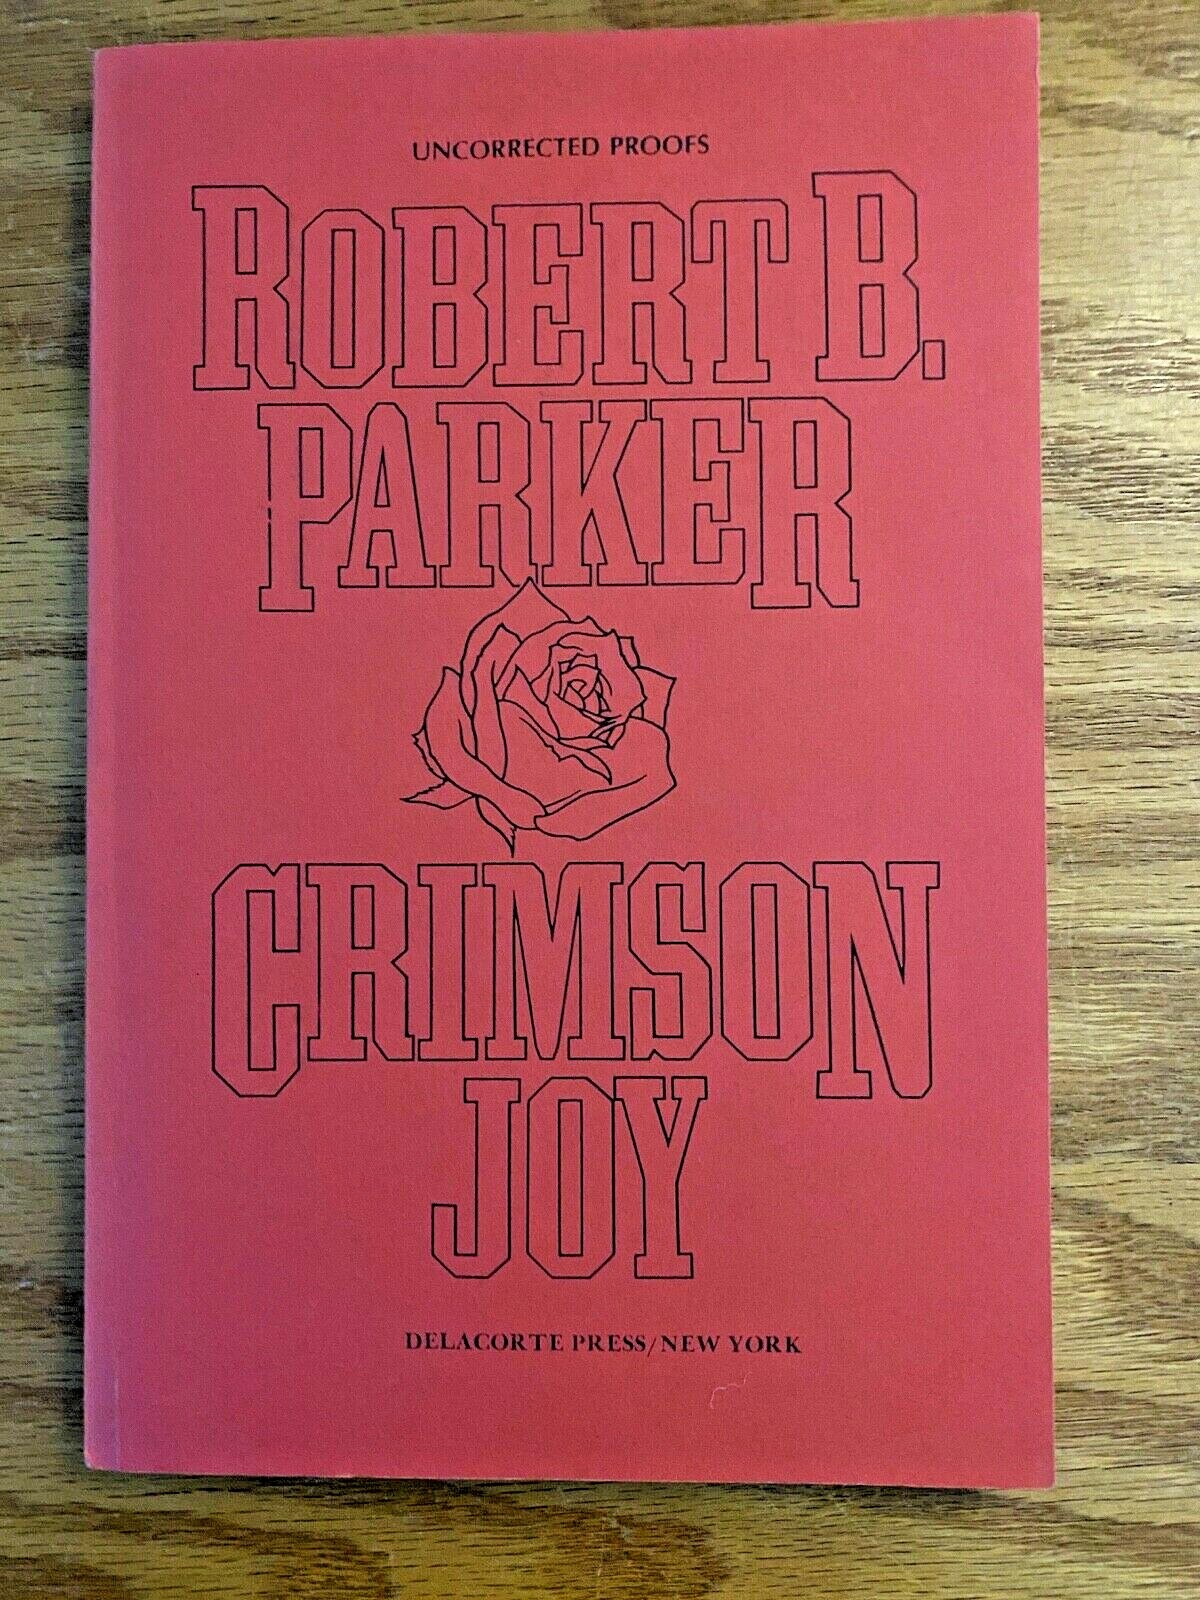 UNCORRECTED PROOFS
ROBERT B.
PARKER
CRIMSON
JOY
DELACORTE PRESS/NEW YORK